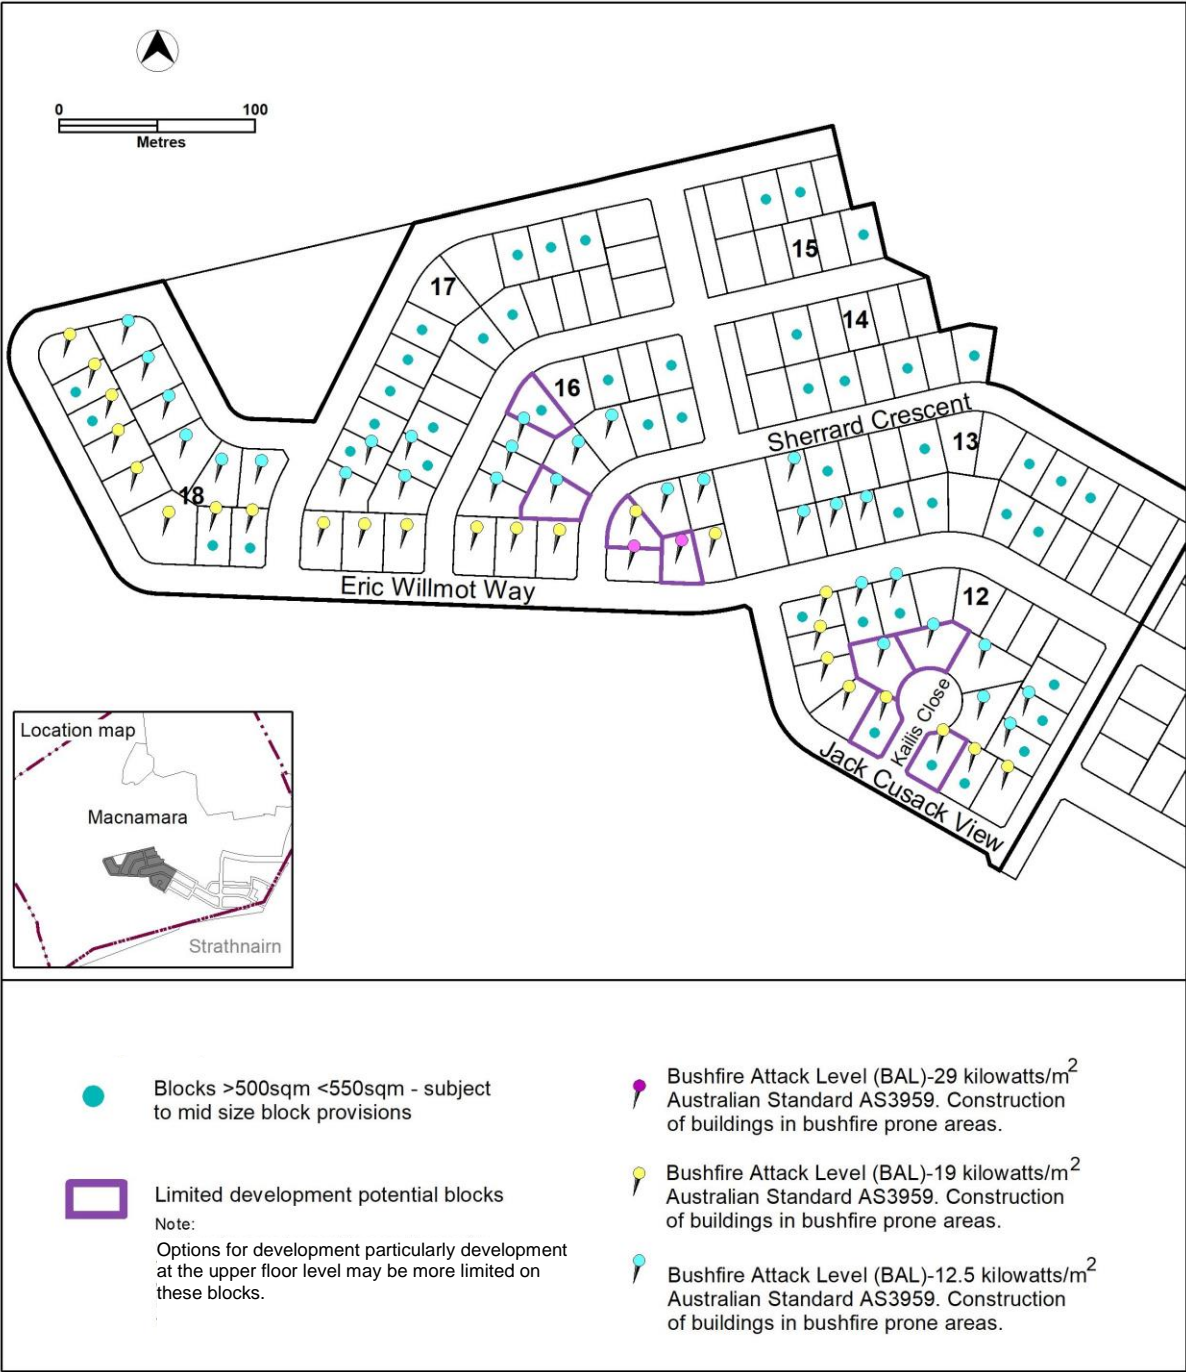 0 100
Metres
15
17
14
16
Sherrard Crescent
13
18
Eric Willmot Way
12
Kailis Close
Jack Cusack View
Location map
Macnamara
Strathnairn
Blocks >500sqm <550sqm - subject
to mid size block provisions
Limited development potential blocks
Note:
Options for development particularly development
at the upper floor level may be more limited on
these blocks.
Bushfire Attack Level (BAL)-29 kilowatts/m²
Australian Standard AS3959. Construction
of buildings in bushfire prone areas.
Bushfire Attack Level (BAL)-19 kilowatts/m²
Australian Standard AS3959. Construction
of buildings in bushfire prone areas.
Bushfire Attack Level (BAL)-12.5 kilowatts/m²
Australian Standard AS3959. Construction
of buildings in bushfire prone areas.